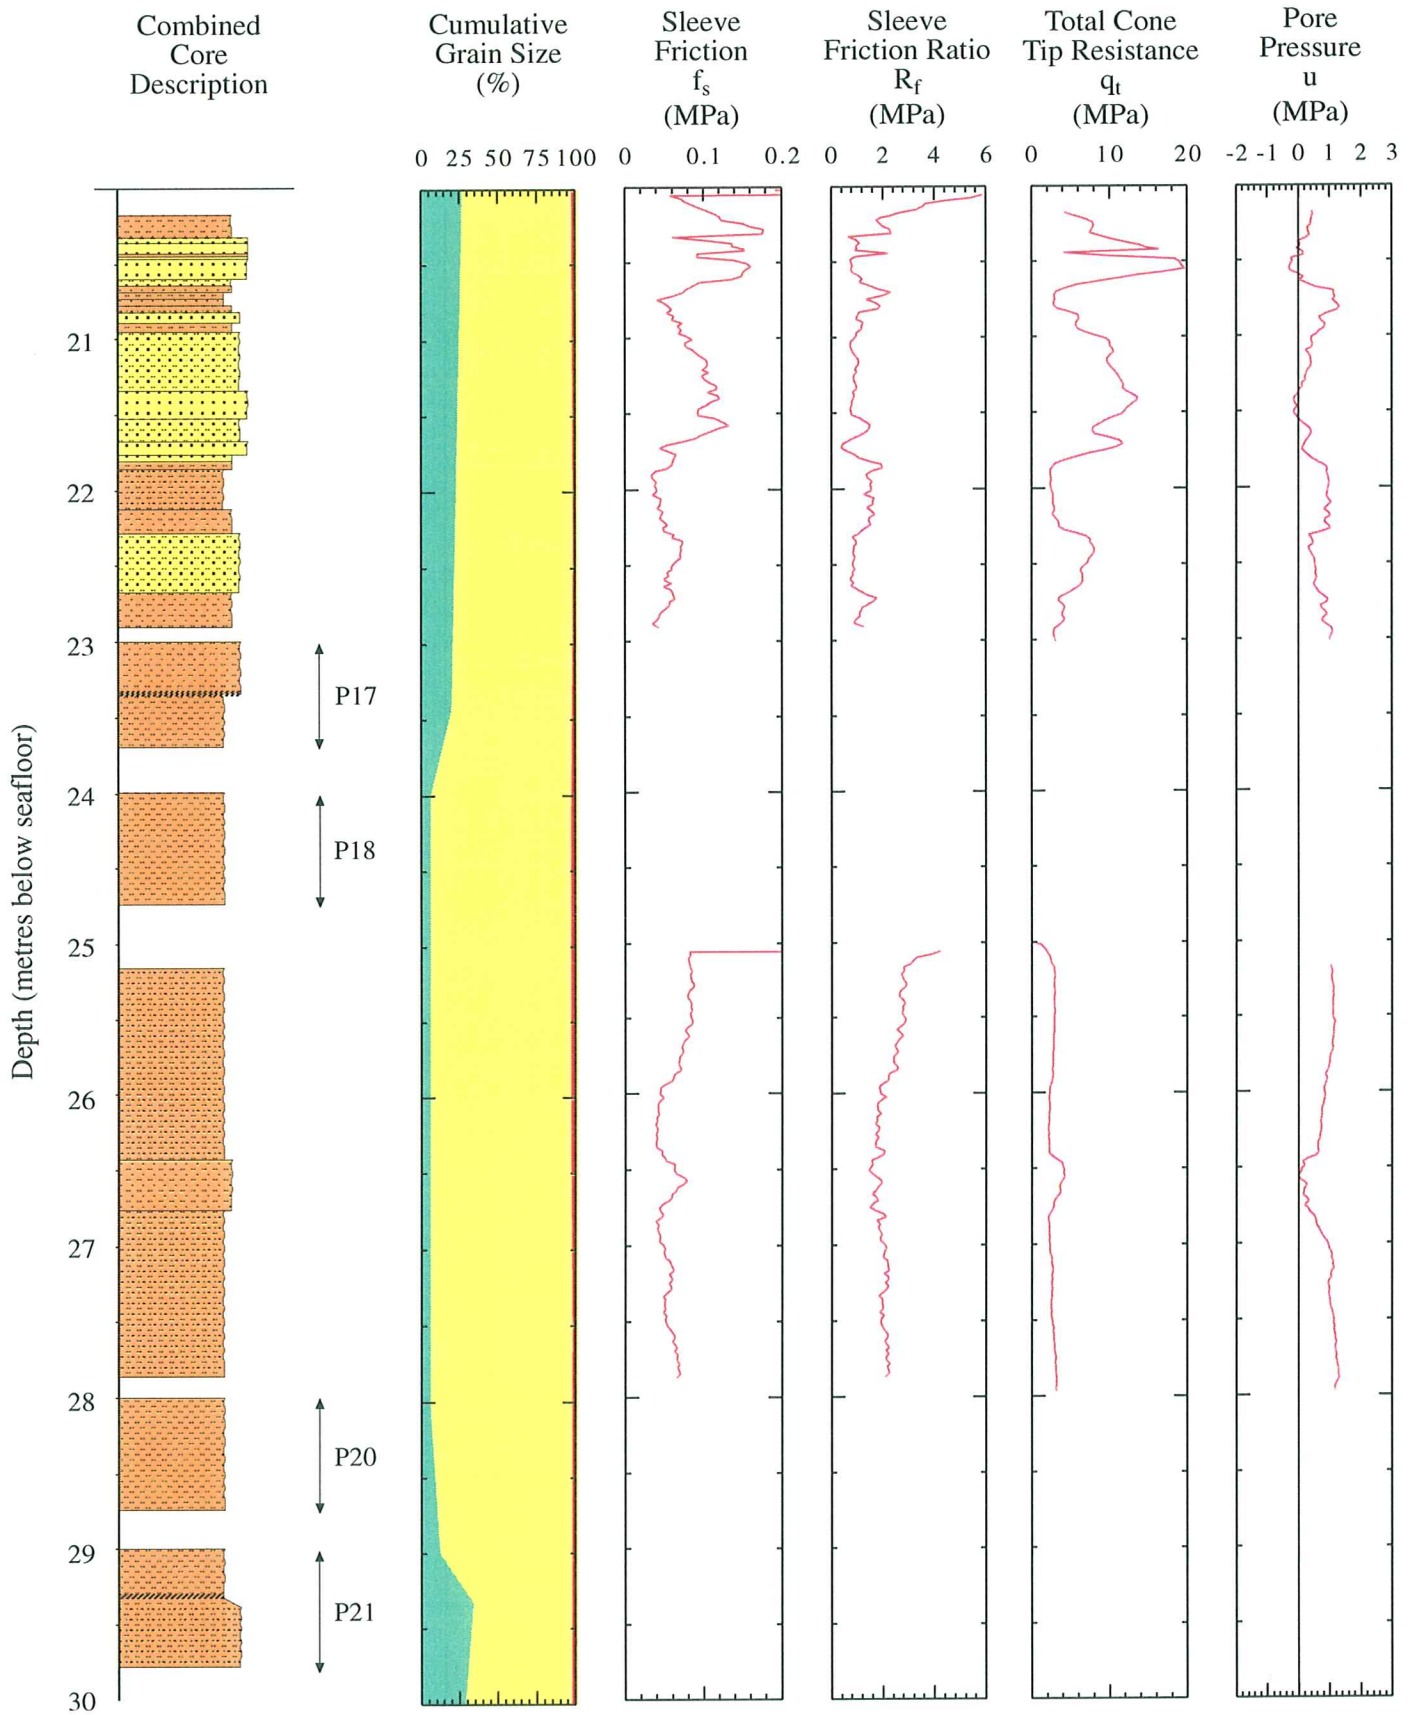 Combined
Core
Description
Cumulative
Grain Size
(%)
Sleeve
Friction
fs
(MPa)
Sleeve
Friction Ratio
Rf
(MPa)
Total Cone
Tip Resistance
qt
(MPa)
Pore
Pressure
u
(MPa)
0 25 50 75 100
0 0.1 0.2
0 2 4 6
0 10 20
-2 -1 0 1 2 3
Depth (metres below seafloor)
21
22
23
P17
24
P18
25
26
27
28
P20
29
P21
30